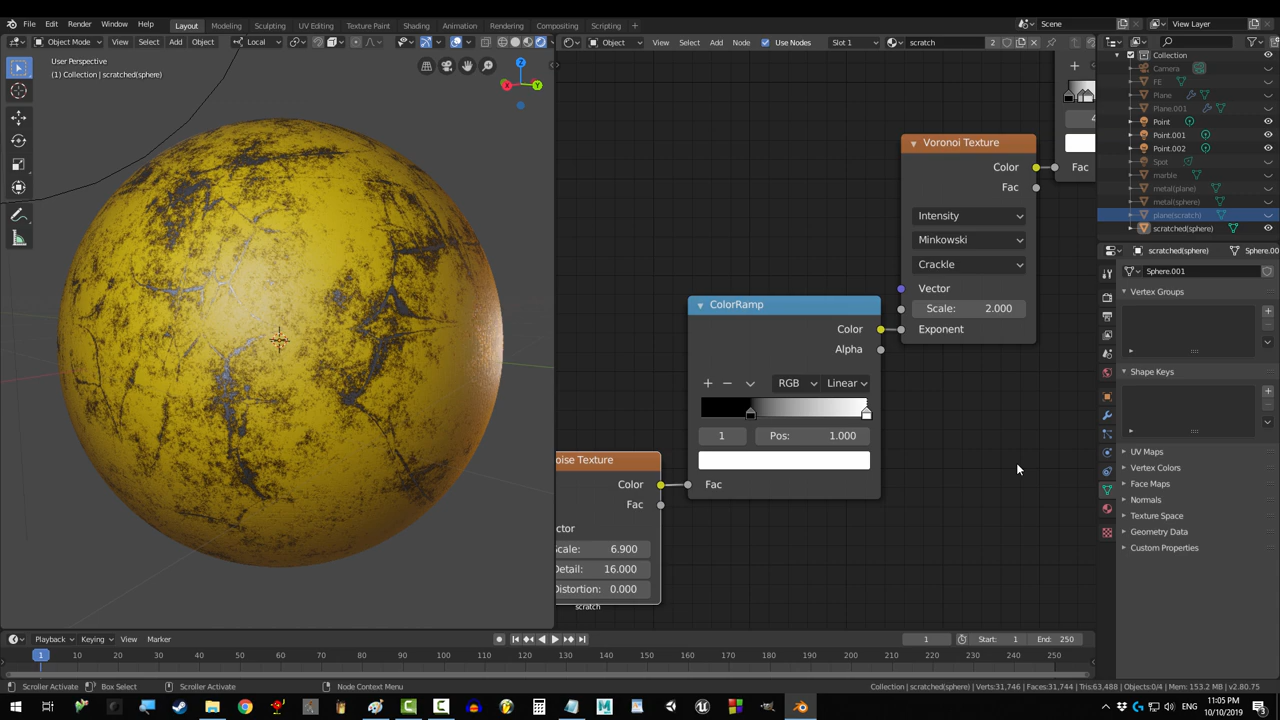 File Edit Render Window Help Layout Modeling Sculpting UV Editing Texture Paint Shading Animation Rendering Compositing Scripting + Scene View Layer
Object Mode View Select Add Object Local Object View Select Add Node Use Nodes Slot 1 scratch 2
User Perspective
(1) Collection | scratched(sphere)
Z
X
Y
Collection
Camera
FE
Plane
Plane.001
Point
Point.001
Point.002
Spot
marble
metal(plane)
metal(sphere)
plane(scratch)
scratched(sphere)
4
Fac
Voronoi Texture
Color
Fac
Intensity
Minkowski
Crackle
Vector
Scale: 2.000
Exponent
ColorRamp
Color
Alpha
+ − RGB Linear
1 Pos: 1.000
Fac
oise Texture
Color
Fac
ctor
Scale: 6.900
Detail: 16.000
Distortion: 0.000
scratch
scratched(sphere) Sphere.00
Sphere.001
Vertex Groups
Shape Keys
UV Maps
Vertex Colors
Face Maps
Normals
Texture Space
Geometry Data
Custom Properties
Playback Keying View Marker 1 Start: 1 End: 250
1 10 20 30 40 50 60 70 80 90 100 110 120 130 140 150 160 170 180 190 200 210 220 230 240 250
Scroller Activate Box Select Scroller Activate Node Context Menu Collection | scratched(sphere) | Verts:31,746 | Faces:31,744 | Tris:63,488 | Objects:0/4 | Mem: 153.2 MB | v2.80.75
11:05 PM
10/10/2019